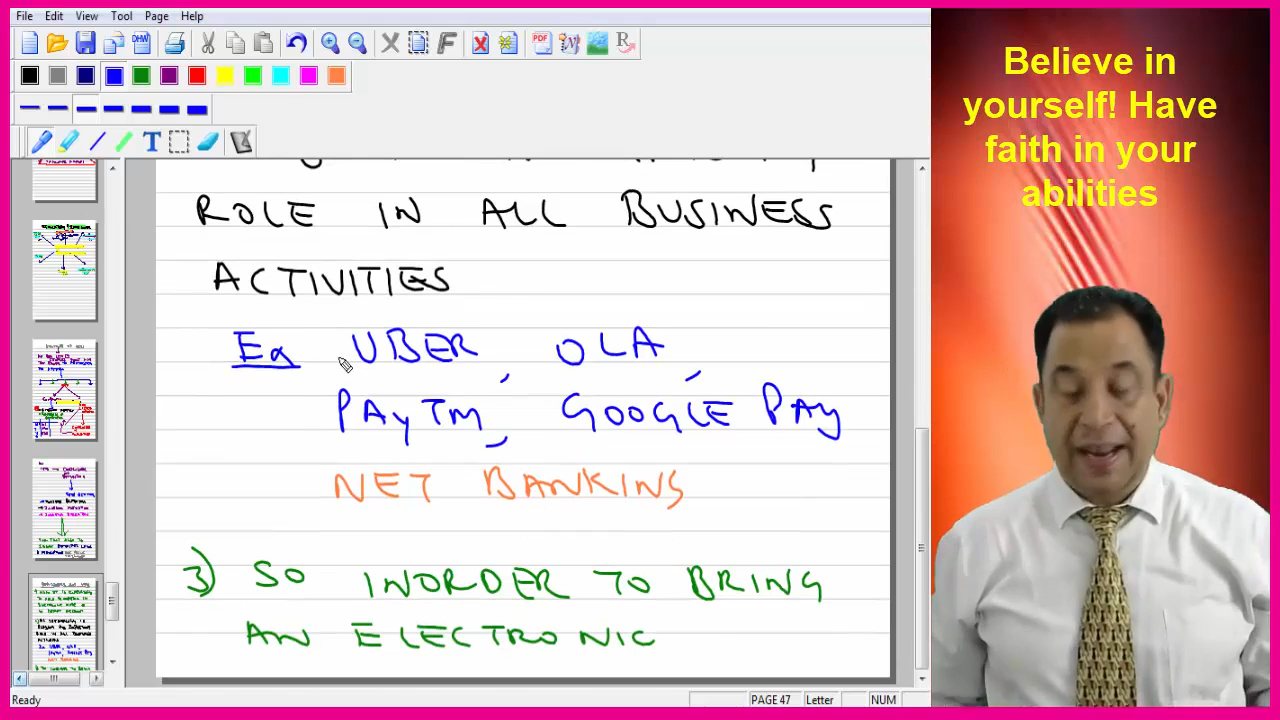 File Edit View Tool Page Help
Believe in
yourself! Have
faith in your
abilities
ROLE IN ALL BUSINESS
ACTIVITIES
Ex UBER, OLA,
PAYTM, GOOGLE PAY
NET BANKING
3) SO INORDER TO BRING
AN ELECTRONIC
Ready PAGE 47 Letter NUM